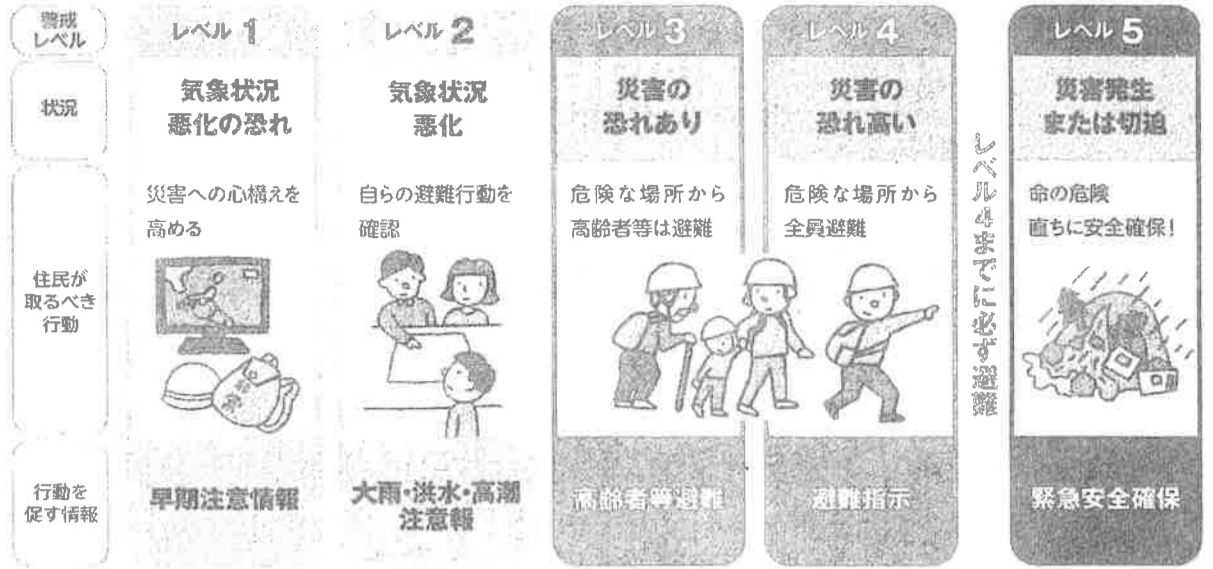 警戒
レベル
レベル 1
レベル 2
レベル 3
レベル 4
レベル 5
状況
気象状況
悪化の恐れ
気象状況
悪化
災害の
恐れあり
災害の
恐れ高い
災害発生
または切迫
住民が
取るべき
行動
災害への心構えを
高める
自らの避難行動を
確認
危険な場所から
高齢者等は避難
危険な場所から
全員避難
レベル4までに必ず避難
命の危険
直ちに安全確保!
行動を
促す情報
早期注意情報
大雨・洪水・高潮
注意報
高齢者等避難
避難指示
緊急安全確保